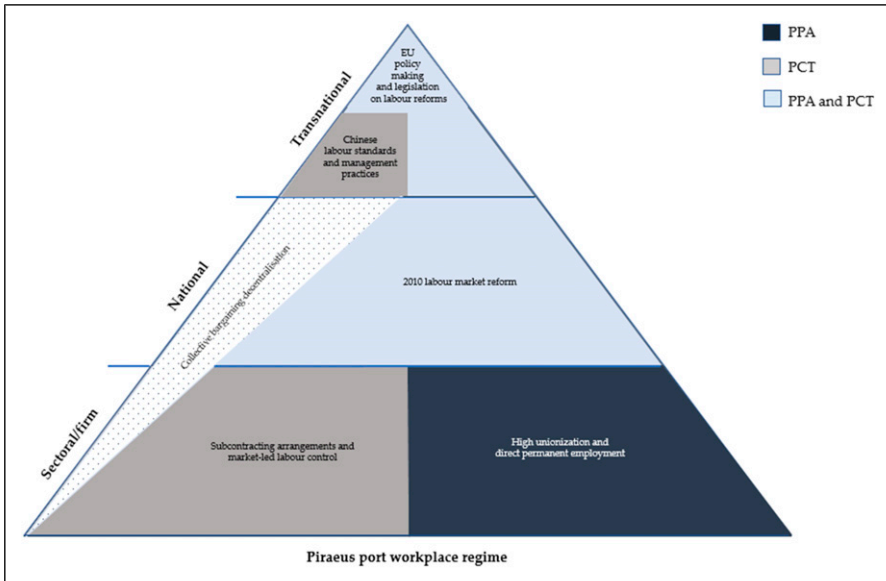 EU
policy
making
and legislation
on labour reforms
PPA
PCT
PPA and PCT
Transnational
Chinese
labour standards
and management
practices
National
Collective bargaining decentralisation
2010 labour market reform
Sectoral/firm
Subcontracting arrangements and
market-led labour control
High unionization and
direct permanent employment
Piraeus port workplace regime